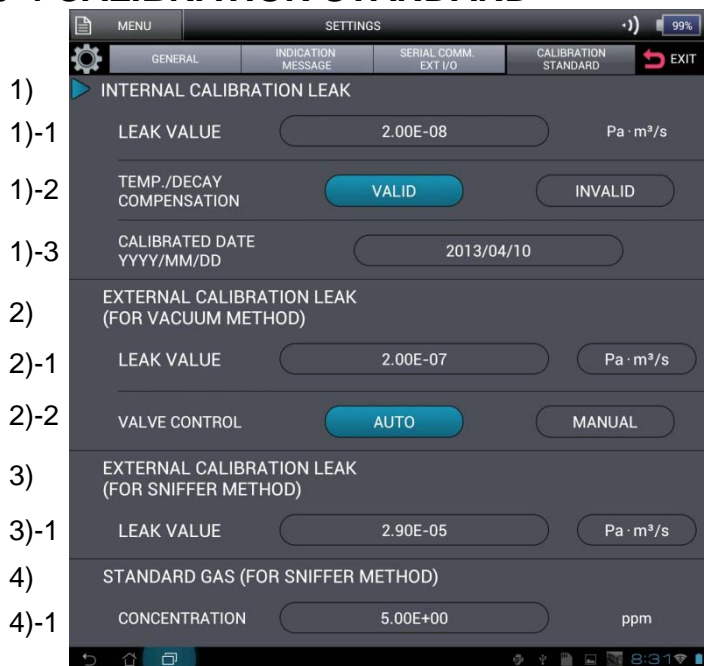 MENU SETTINGS 99%
GENERAL INDICATION MESSAGE SERIAL COMM. EXT I/O CALIBRATION STANDARD EXIT
1) INTERNAL CALIBRATION LEAK
1)-1 LEAK VALUE 2.00E-08 Pa·m³/s
1)-2 TEMP./DECAY COMPENSATION VALID INVALID
1)-3 CALIBRATED DATE YYYY/MM/DD 2013/04/10
2) EXTERNAL CALIBRATION LEAK
(FOR VACUUM METHOD)
2)-1 LEAK VALUE 2.00E-07 Pa·m³/s
2)-2 VALVE CONTROL AUTO MANUAL
3) EXTERNAL CALIBRATION LEAK
(FOR SNIFFER METHOD)
3)-1 LEAK VALUE 2.90E-05 Pa·m³/s
4) STANDARD GAS (FOR SNIFFER METHOD)
4)-1 CONCENTRATION 5.00E+00 ppm
8:31